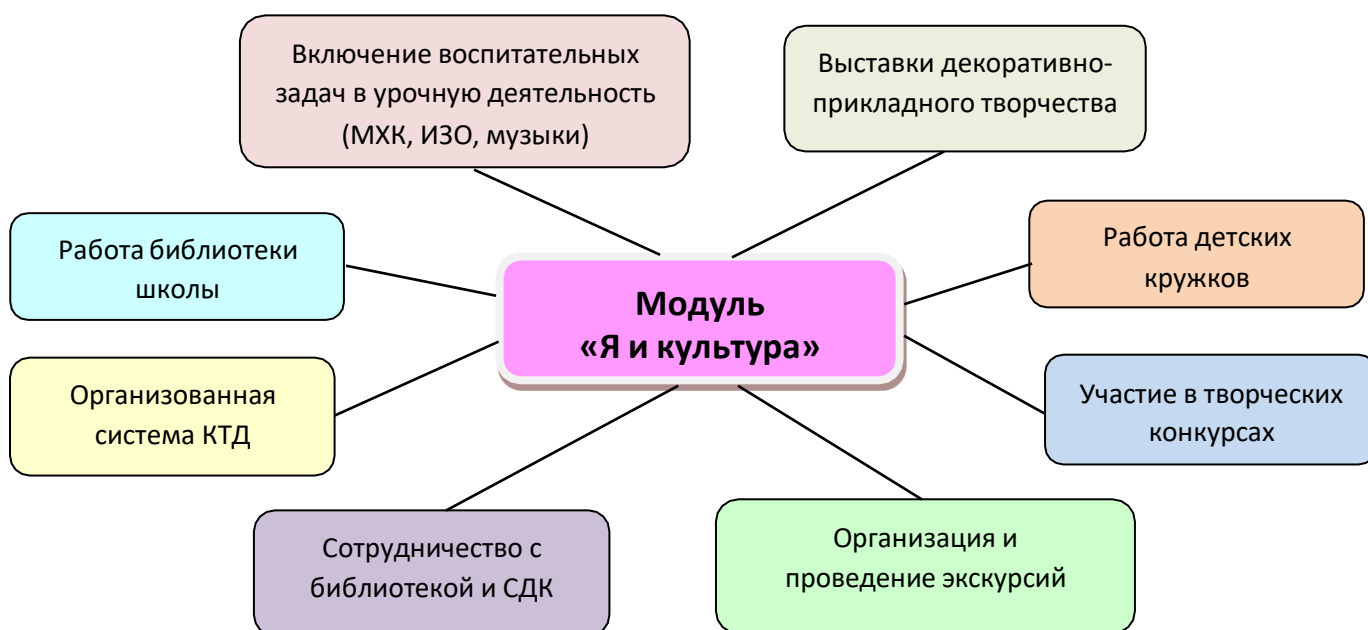 Включение воспитательных
задач в урочную деятельность
(МХК, ИЗО, музыки)
Выставки декоративно-
прикладного творчества
Работа библиотеки
школы
Работа детских
кружков
Модуль
«Я и культура»
Организованная
система КТД
Участие в творческих
конкурсах
Сотрудничество с
библиотекой и СДК
Организация и
проведение экскурсий